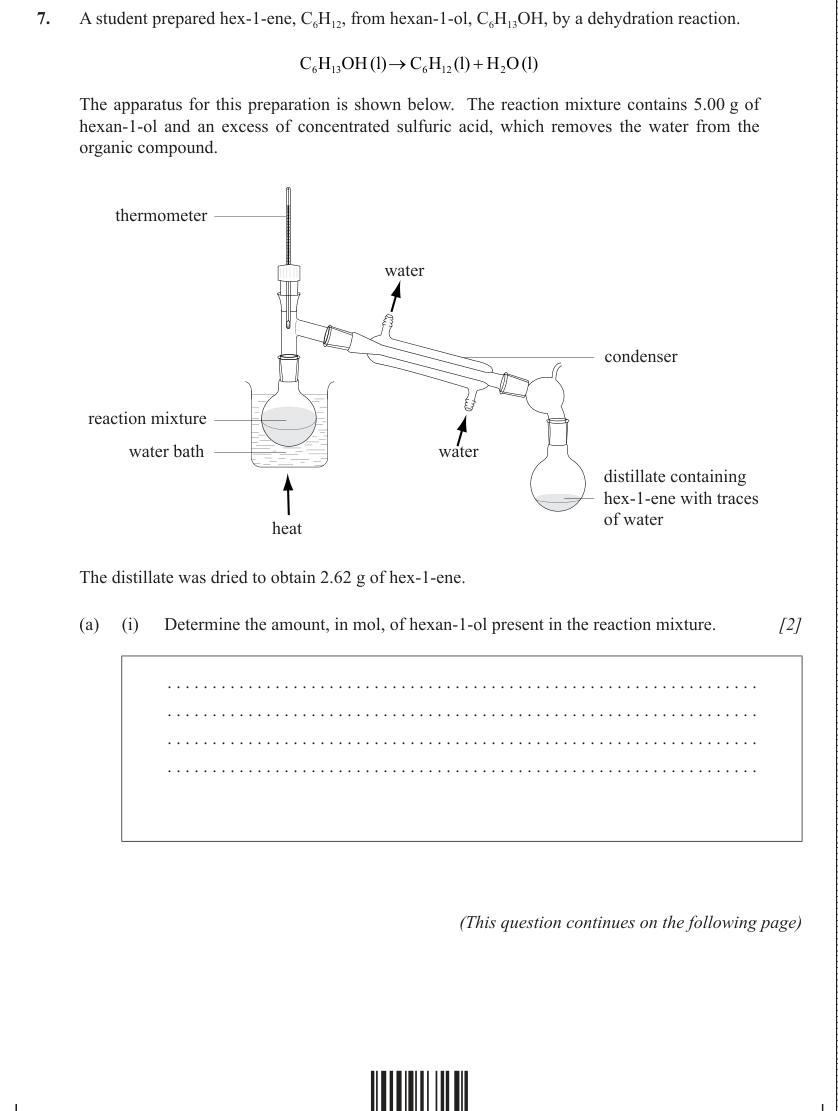 7. A student prepared hex-1-ene, C₆H₁₂, from hexan-1-ol, C₆H₁₃OH, by a dehydration reaction.
C₆H₁₃OH(l)→C₆H₁₂(l)+H₂O(l)
The apparatus for this preparation is shown below. The reaction mixture contains 5.00 g of
hexan-1-ol and an excess of concentrated sulfuric acid, which removes the water from the
organic compound.
thermometer
water
condenser
reaction mixture
water bath
water
distillate containing
hex-1-ene with traces
of water
heat
The distillate was dried to obtain 2.62 g of hex-1-ene.
(a) (i) Determine the amount, in mol, of hexan-1-ol present in the reaction mixture. [2]
(This question continues on the following page)